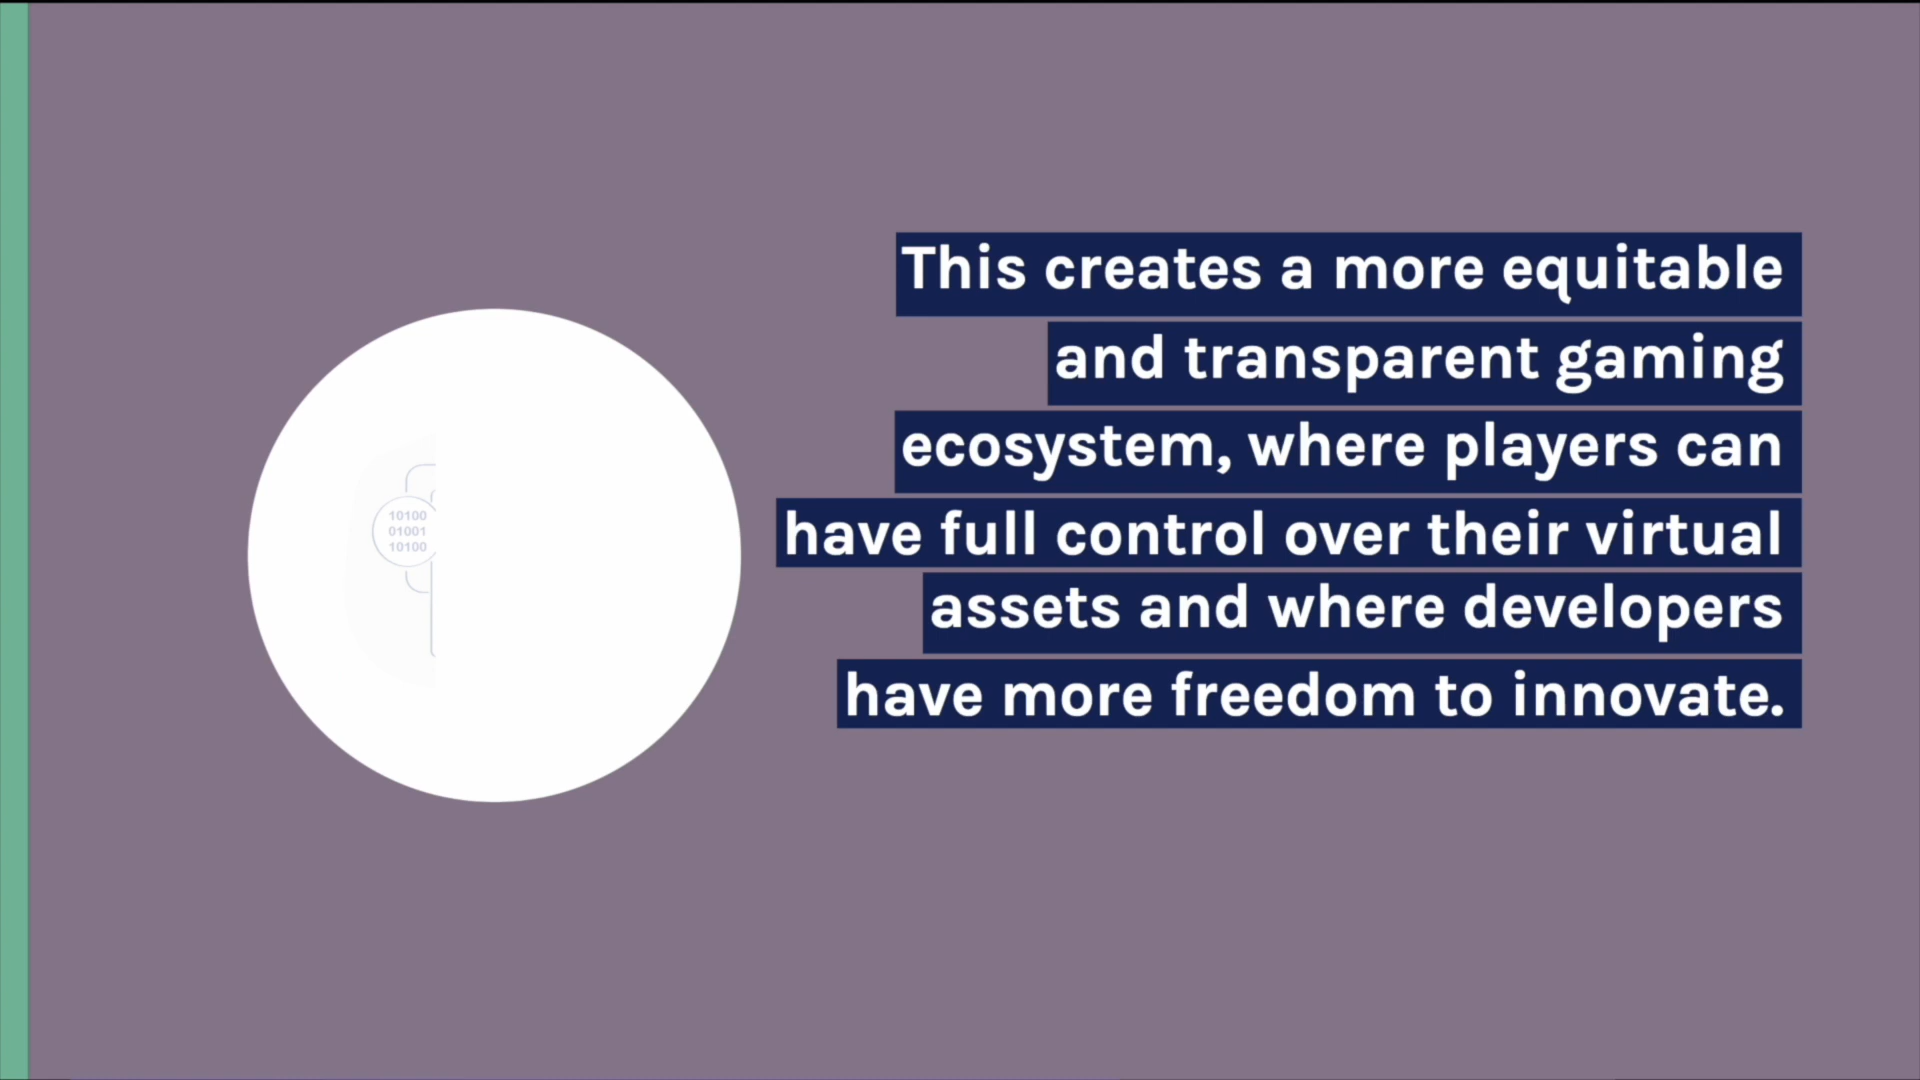 This creates a more equitable
and transparent gaming
ecosystem, where players can
have full control over their virtual
assets and where developers
have more freedom to innovate.
10100
01001
10100